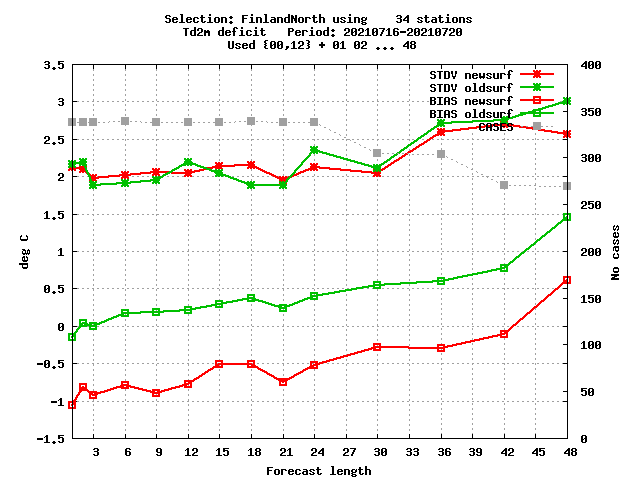 Selection: FinlandNorth using    34 stations
Td2m deficit   Period: 20210716-20210720
Used {00,12} + 01 02 ... 48
3.5 400
STDV newsurf
STDV oldsurf
3 350
BIAS newsurf
BIAS oldsurf
CASES
2.5 300
2 250
1.5 200
1
0.5 150
0 100
-0.5 50
-1
-1.5 0
deg C
No cases
3 6 9 12 15 18 21 24 27 30 33 36 39 42 45 48
Forecast length